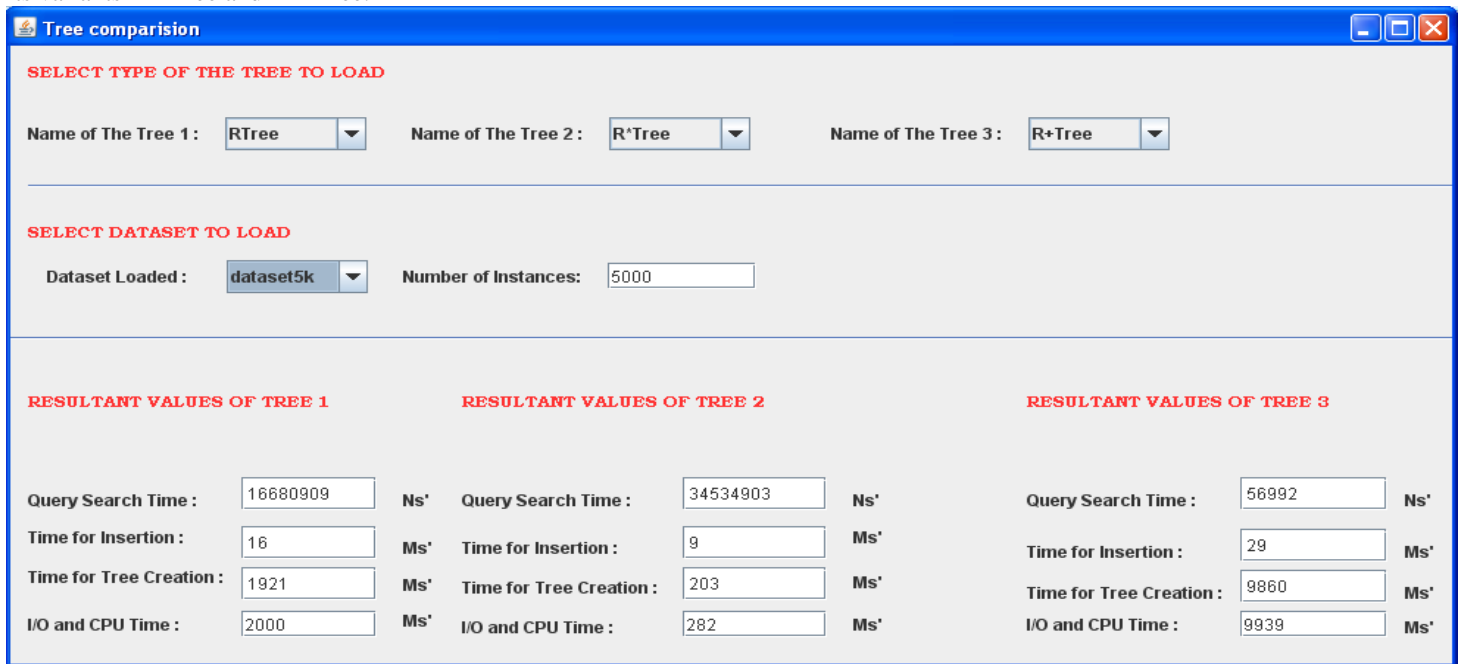 Tree comparision
SELECT TYPE OF THE TREE TO LOAD
Name of The Tree 1 : RTree Name of The Tree 2 : R*Tree Name of The Tree 3 : R+Tree
SELECT DATASET TO LOAD
Dataset Loaded : dataset5k Number of Instances: 5000
RESULTANT VALUES OF TREE 1 RESULTANT VALUES OF TREE 2 RESULTANT VALUES OF TREE 3
Query Search Time : 16680909 Ns' Query Search Time : 34534903 Ns' Query Search Time : 56992 Ns'
Time for Insertion : 16 Ms' Time for Insertion : 9 Ms' Time for Insertion : 29 Ms'
Time for Tree Creation : 1921 Ms' Time for Tree Creation : 203 Ms' Time for Tree Creation : 9860 Ms'
I/O and CPU Time : 2000 Ms' I/O and CPU Time : 282 Ms' I/O and CPU Time : 9939 Ms'